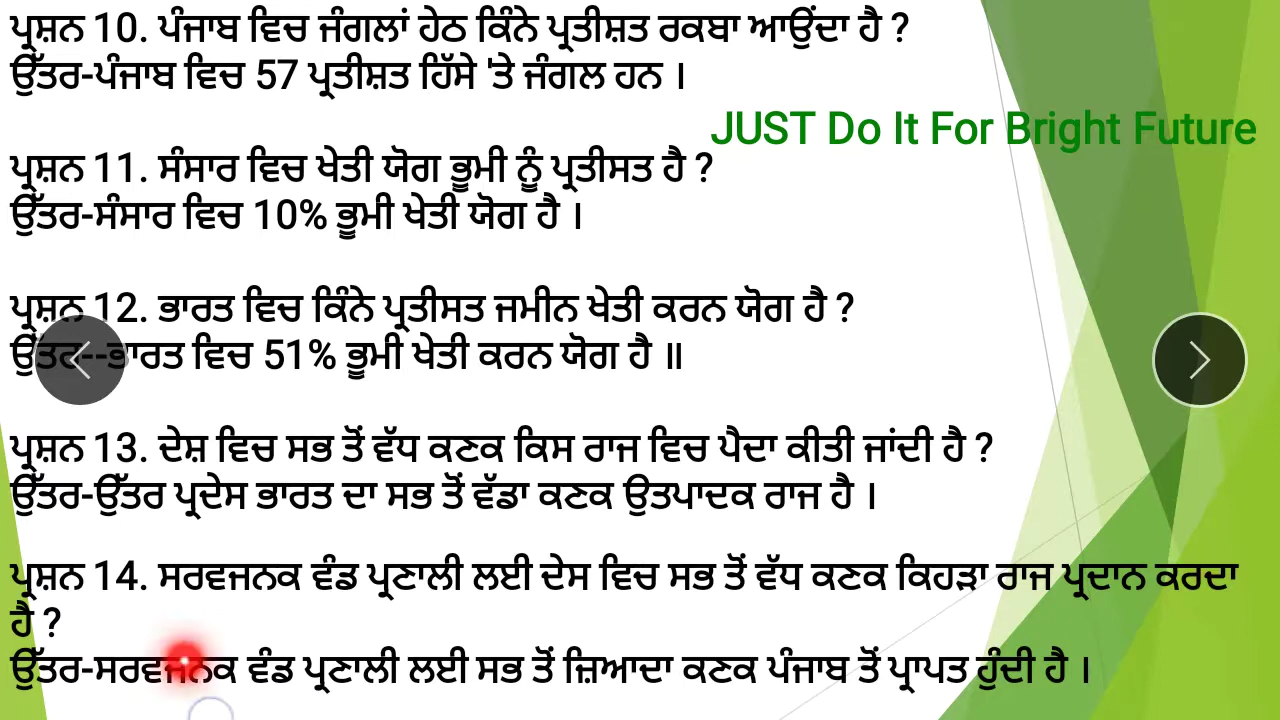 ਪ੍ਰਸ਼ਨ 10. ਪੰਜਾਬ ਵਿਚ ਜੰਗਲਾਂ ਹੇਠ ਕਿੰਨੇ ਪ੍ਰਤੀਸ਼ਤ ਰਕਬਾ ਆਉਂਦਾ ਹੈ ?
ਉੱਤਰ-ਪੰਜਾਬ ਵਿਚ 57 ਪ੍ਰਤੀਸ਼ਤ ਹਿੱਸੇ 'ਤੇ ਜੰਗਲ ਹਨ ।
JUST Do It For Bright Future
ਪ੍ਰਸ਼ਨ 11. ਸੰਸਾਰ ਵਿਚ ਖੇਤੀ ਯੋਗ ਭੂਮੀ ਨੂੰ ਪ੍ਰਤੀਸਤ ਹੈ ?
ਉੱਤਰ-ਸੰਸਾਰ ਵਿਚ 10% ਭੂਮੀ ਖੇਤੀ ਯੋਗ ਹੈ ।
ਪ੍ਰਸ਼ਨ 12. ਭਾਰਤ ਵਿਚ ਕਿੰਨੇ ਪ੍ਰਤੀਸਤ ਜਮੀਨ ਖੇਤੀ ਕਰਨ ਯੋਗ ਹੈ ?
ਉੱਤਰ--ਭਾਰਤ ਵਿਚ 51% ਭੂਮੀ ਖੇਤੀ ਕਰਨ ਯੋਗ ਹੈ ॥
ਪ੍ਰਸ਼ਨ 13. ਦੇਸ਼ ਵਿਚ ਸਭ ਤੋਂ ਵੱਧ ਕਣਕ ਕਿਸ ਰਾਜ ਵਿਚ ਪੈਦਾ ਕੀਤੀ ਜਾਂਦੀ ਹੈ ?
ਉੱਤਰ-ਉੱਤਰ ਪ੍ਰਦੇਸ ਭਾਰਤ ਦਾ ਸਭ ਤੋਂ ਵੱਡਾ ਕਣਕ ਉਤਪਾਦਕ ਰਾਜ ਹੈ ।
ਪ੍ਰਸ਼ਨ 14. ਸਰਵਜਨਕ ਵੰਡ ਪ੍ਰਣਾਲੀ ਲਈ ਦੇਸ ਵਿਚ ਸਭ ਤੋਂ ਵੱਧ ਕਣਕ ਕਿਹੜਾ ਰਾਜ ਪ੍ਰਦਾਨ ਕਰਦਾ
ਹੈ ?
ਉੱਤਰ-ਸਰਵਜਨਕ ਵੰਡ ਪ੍ਰਣਾਲੀ ਲਈ ਸਭ ਤੋਂ ਜ਼ਿਆਦਾ ਕਣਕ ਪੰਜਾਬ ਤੋਂ ਪ੍ਰਾਪਤ ਹੁੰਦੀ ਹੈ ।